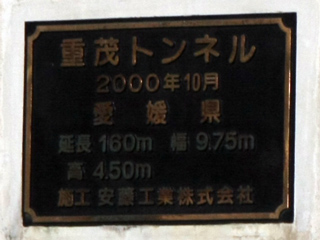 重茂トンネル
2000年10月
愛媛県
延長 160m 幅 9.75m
高 4.50m
施工 安藤工業株式会社